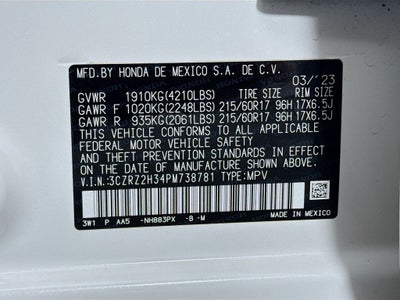 MFD.BY HONDA DE MEXICO S.A. DE C.V. 03/'23
GVWR 1910KG(4210LBS) TIRE SIZE RIM SIZE
GAWR F 1020KG(2248LBS) 215/60R17 96H 17X6.5J
GAWR R 935KG(2061LBS) 215/60R17 96H 17X6.5J
THIS VEHICLE CONFORMS TO ALL APPLICABLE
FEDERAL MOTOR VEHICLE SAFETY
STANDARDS IN EFFECT ON THE DATE OF
MANUFACTURE SHOWN ABOVE.
V.I.N.:3CZRZ2H34PM738781 TYPE:MPV
3W1 P AA5 -NH883PX -B -M MADE IN MEXICO